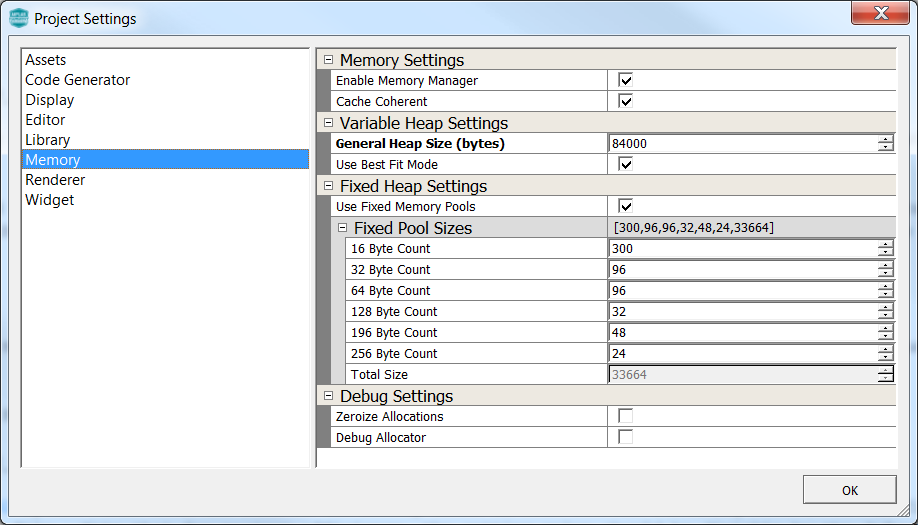 Project Settings
Assets
Code Generator
Display
Editor
Library
Memory
Renderer
Widget
Memory Settings
Enable Memory Manager
Cache Coherent
Variable Heap Settings
General Heap Size (bytes) 84000
Use Best Fit Mode
Fixed Heap Settings
Use Fixed Memory Pools
Fixed Pool Sizes [300,96,96,32,48,24,33664]
16 Byte Count 300
32 Byte Count 96
64 Byte Count 96
128 Byte Count 32
196 Byte Count 48
256 Byte Count 24
Total Size 33664
Debug Settings
Zeroize Allocations
Debug Allocator
OK